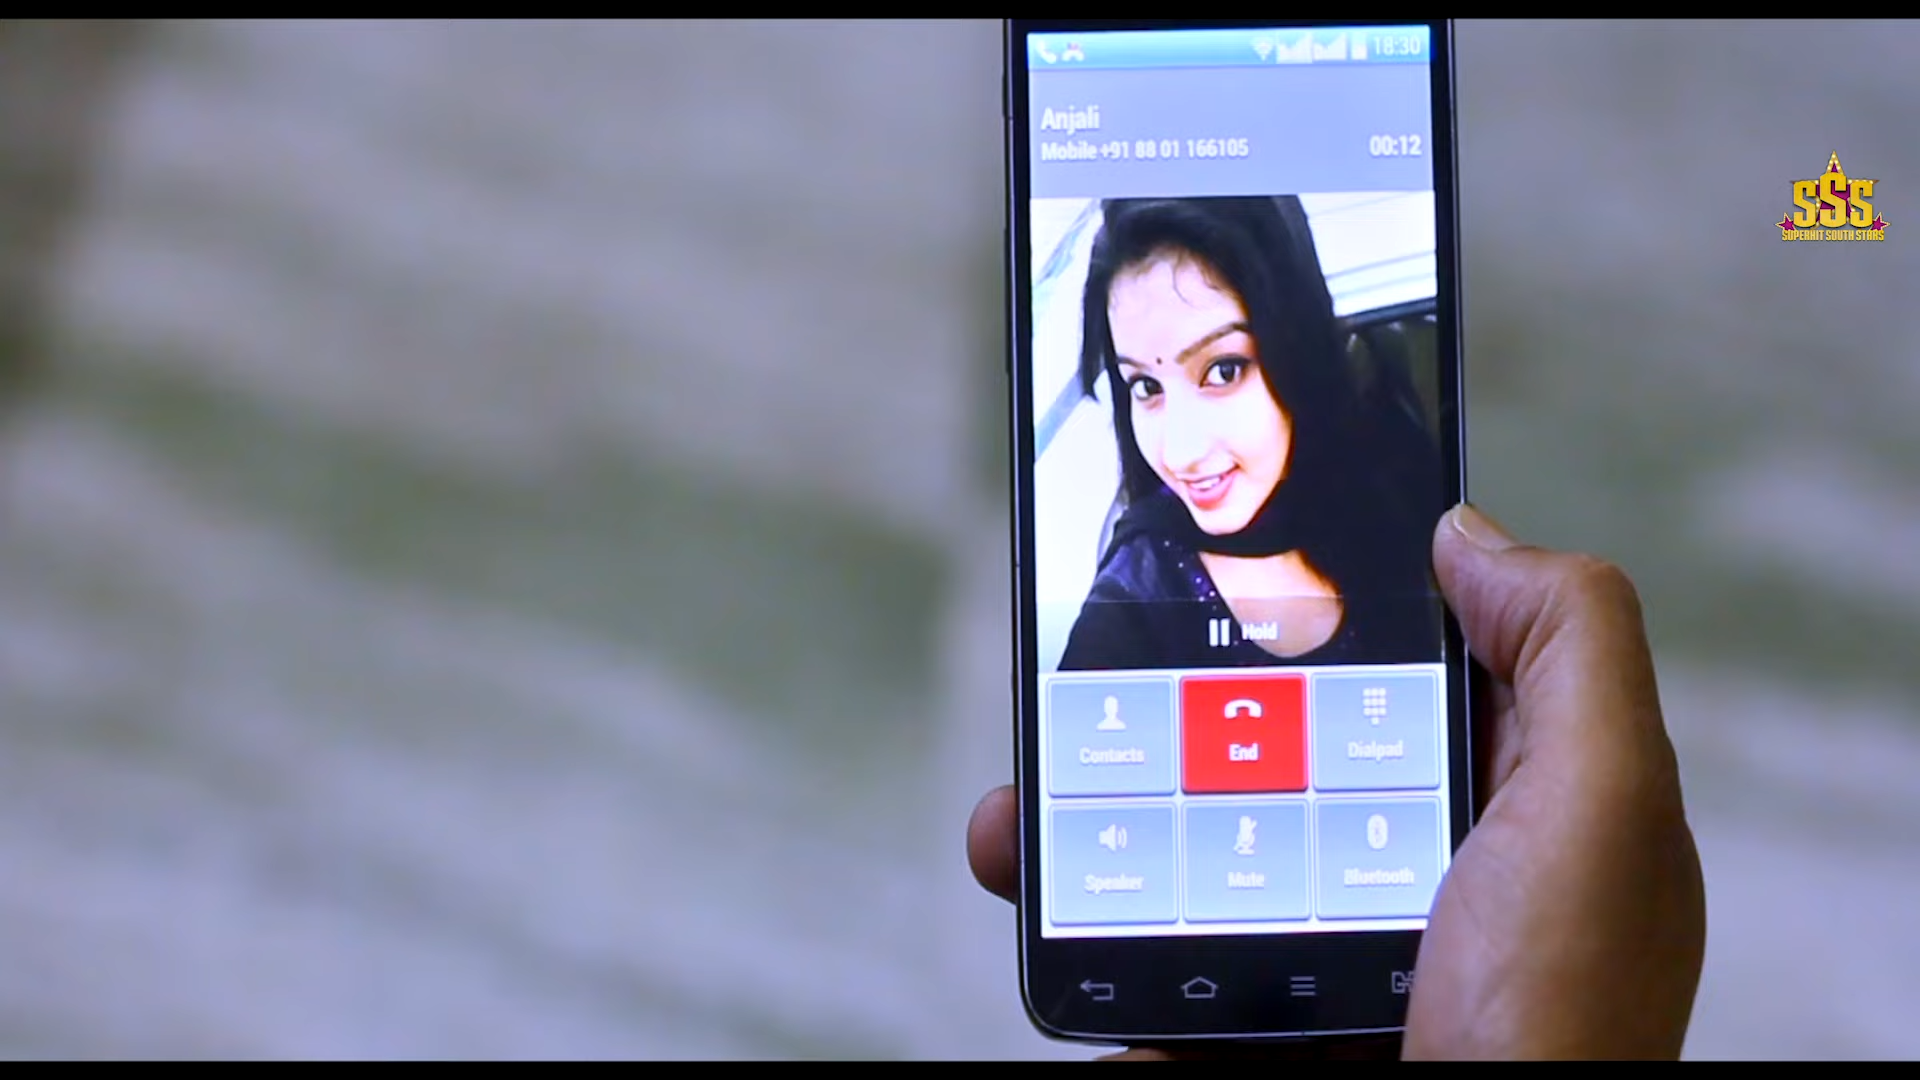 18:30
Anjali
Mobile +91 88 01 166105
00:12
SSS
SUPERHIT SOUTH STARS
Hold
Contacts
End
Dialpad
Speaker
Mute
Bluetooth